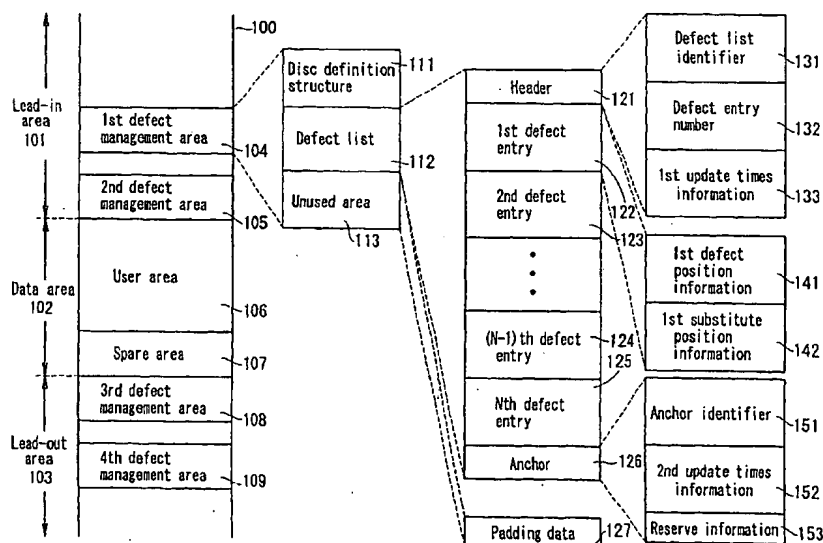 100
Lead-in
area
101
1st defect
management area
104
2nd defect
management area
105
Data area
102
User area
106
Spare area
107
Lead-out
area
103
3rd defect
management area
108
4th defect
management area
109
111
Disc definition
structure
Defect list
112
Unused area
113
Header
121
1st defect
entry
122
2nd defect
entry
123
(N-1)th defect
entry
124
125
Nth defect
entry
Anchor
126
Padding data
127
Defect list
identifier
131
Defect entry
number
132
1st update times
information
133
1st defect
position
information
141
1st substitute
position
information
142
Anchor identifier
151
2nd update times
information
152
Reserve information
153